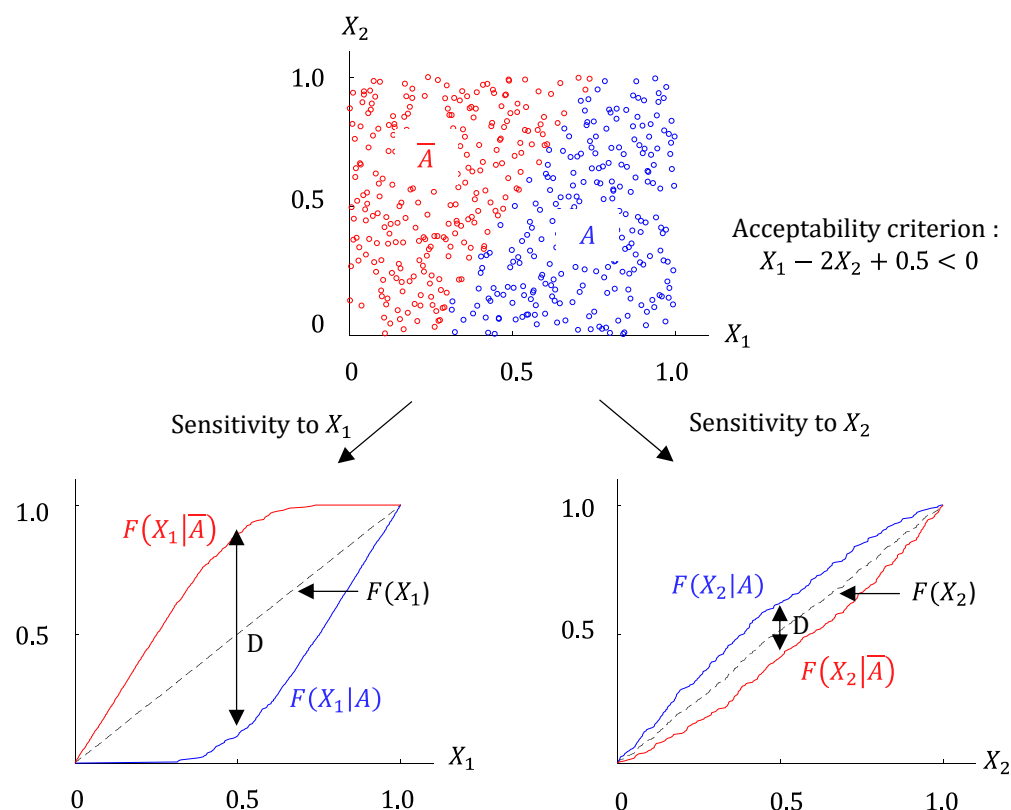 X₂
1.0
A̅
0.5
A
Acceptability criterion :
X₁ − 2X₂ + 0.5 < 0
0
X₁
0 0.5 1.0
Sensitivity to X₁
Sensitivity to X₂
1.0
F(X₁|A̅)
F(X₁)
0.5
D
F(X₁|A)
X₁
0 0.5 1.0
1.0
F(X₂|A)
F(X₂)
0.5
D
F(X₂|A̅)
X₂
0 0.5 1.0